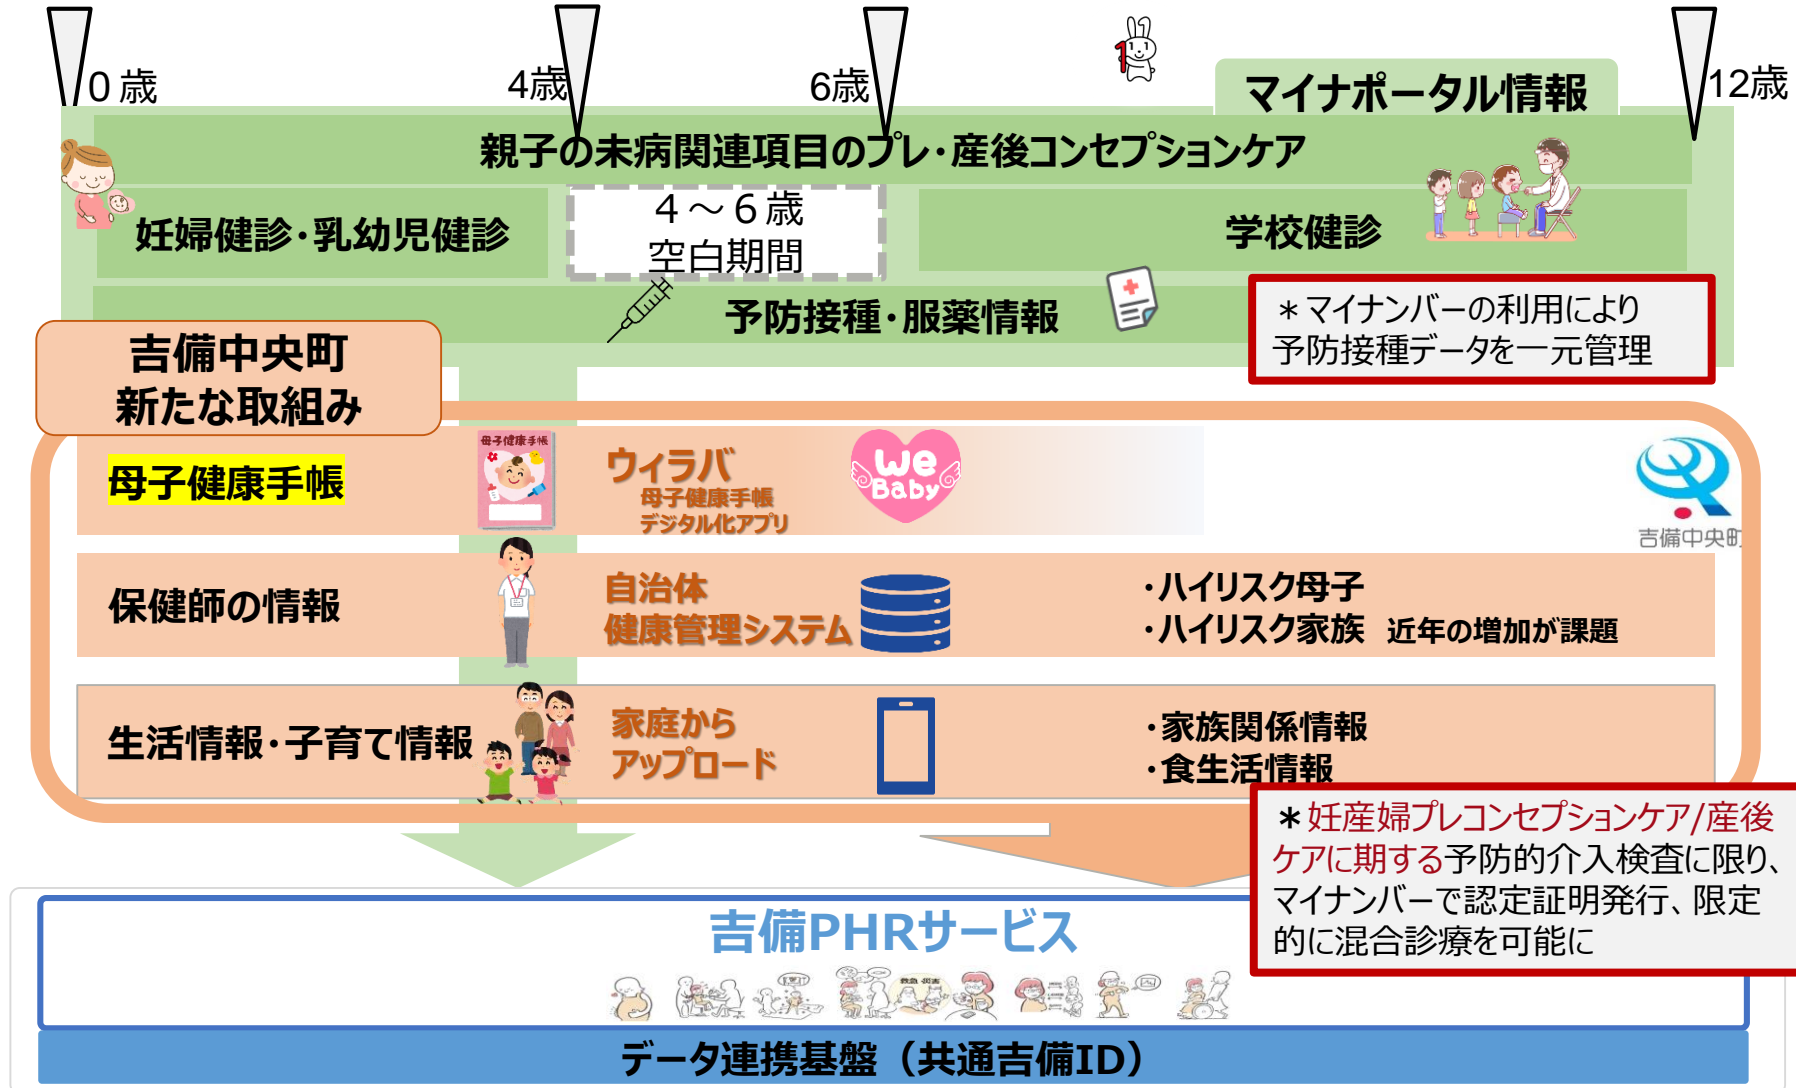 0歳
4歳
6歳
12歳
マイナポータル情報
親子の未病関連項目のプレ・産後コンセプションケア
妊婦健診・乳幼児健診
4～6歳
空白期間
学校健診
予防接種・服薬情報
＊マイナンバーの利用により
予防接種データを一元管理
吉備中央町
新たな取組み
母子健康手帳
母子健康手帳
ウィラバ
母子健康手帳
デジタル化アプリ
We
Baby
吉備中央町
保健師の情報
自治体
健康管理システム
・ハイリスク母子
・ハイリスク家族 近年の増加が課題
生活情報・子育て情報
家庭から
アップロード
・家族関係情報
・食生活情報
＊妊産婦プレコンセプションケア/産後
ケアに期する予防的介入検査に限り、
マイナンバーで認定証明発行、限定
的に混合診療を可能に
吉備PHRサービス
救急・災害
データ連携基盤（共通吉備ID）